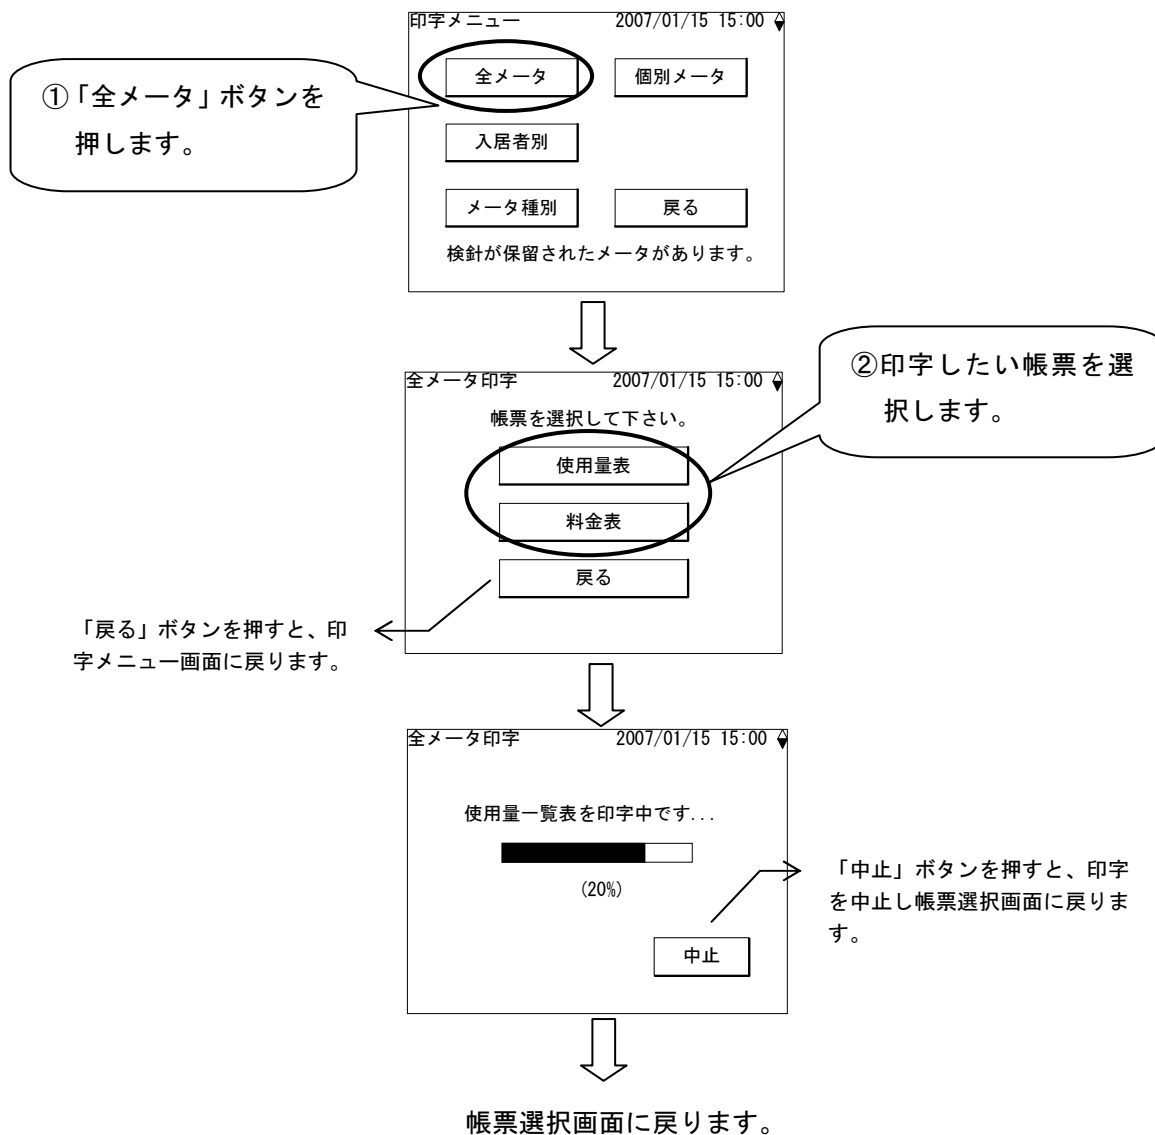 印字メニュー 2007/01/15 15:00
全メータ 個別メータ
①「全メータ」ボタンを
押します。
入居者別
メータ種別 戻る
検針が保留されたメータがあります。
②印字したい帳票を選
択します。
全メータ印字 2007/01/15 15:00
帳票を選択して下さい。
使用量表
料金表
戻る
「戻る」ボタンを押すと、印
字メニュー画面に戻ります。
全メータ印字 2007/01/15 15:00
使用量一覧表を印字中です...
(20%)
「中止」ボタンを押すと、印字
を中止し帳票選択画面に戻りま
す。
中止
帳票選択画面に戻ります。